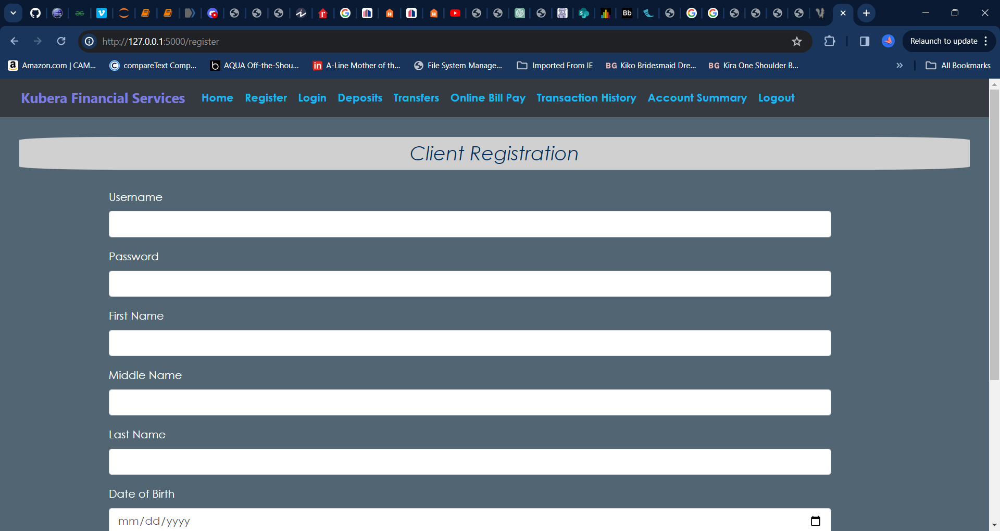 http://127.0.0.1:5000/register
Relaunch to update
Amazon.com | CAM...
compareText Comp...
AQUA Off-the-Shou...
A-Line Mother of th...
File System Manage...
Imported From IE
BG Kiko Bridesmaid Dre...
BG Kira One Shoulder B...
All Bookmarks
Kubera Financial Services Home Register Login Deposits Transfers Online Bill Pay Transaction History Account Summary Logout
Client Registration
Username
Password
First Name
Middle Name
Last Name
Date of Birth
mm/dd/yyyy